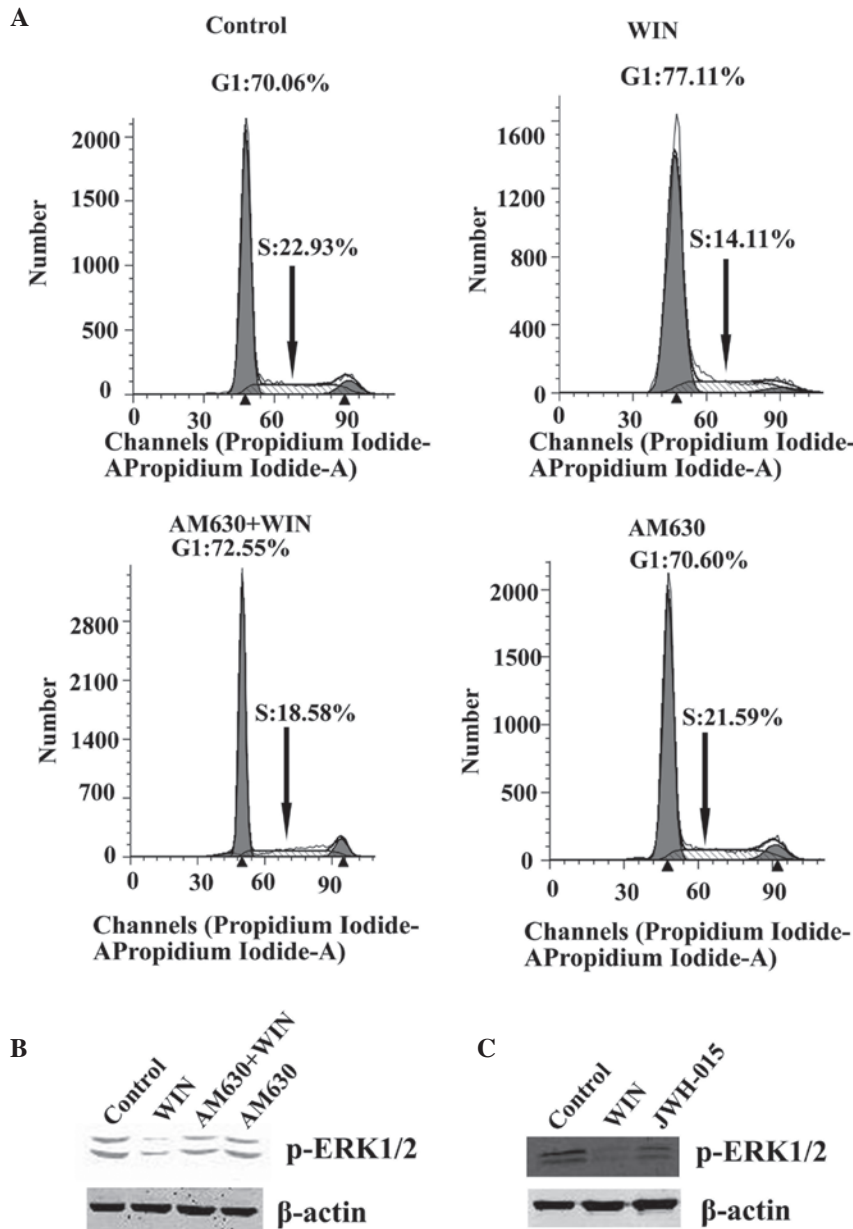 A
Control
G1:70.06%
2000
1500
1000
500
0
Number
S:22.93%
0 30 60 90
Channels (Propidium Iodide-
APropidium Iodide-A)
WIN
G1:77.11%
1600
1200
800
400
0
Number
S:14.11%
0 30 60 90
Channels (Propidium Iodide-
APropidium Iodide-A)
AM630+WIN
G1:72.55%
2800
2100
1400
700
0
Number
S:18.58%
0 30 60 90
Channels (Propidium Iodide-
APropidium Iodide-A)
AM630
G1:70.60%
2000
1500
1000
500
0
Number
S:21.59%
0 30 60 90
Channels (Propidium Iodide-
APropidium Iodide-A)
B
Control
WIN
AM630+WIN
AM630
p-ERK1/2
β-actin
C
Control
WIN
JWH-015
p-ERK1/2
β-actin